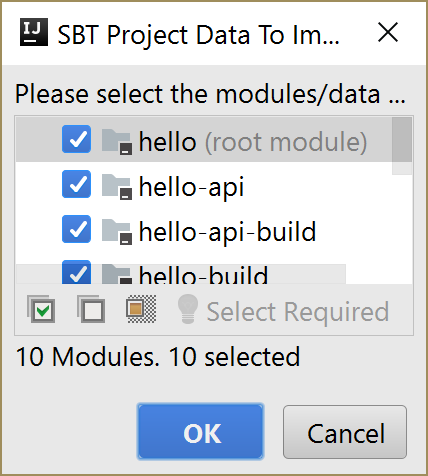 IJ
SBT Project Data To Im...
Please select the modules/data ...
hello (root module)
hello-api
hello-api-build
hello-build
Select Required
10 Modules. 10 selected
OK
Cancel